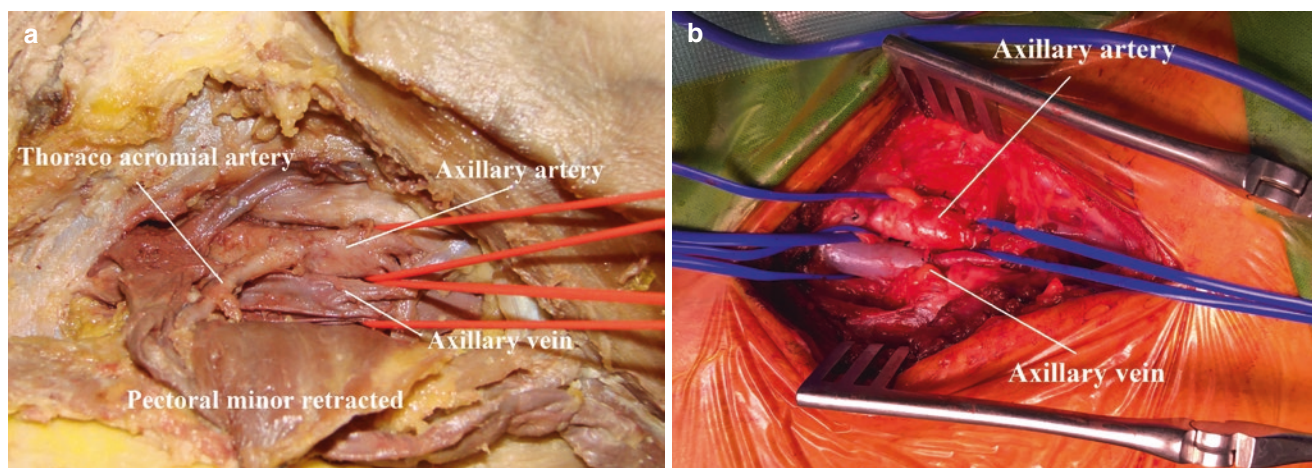 a
Thoraco acromial artery
Axillary artery
Axillary vein
Pectoral minor retracted
b
Axillary artery
Axillary vein